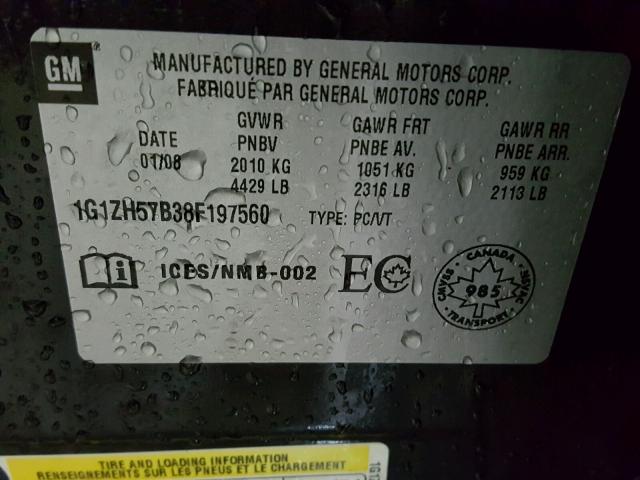 GM
MANUFACTURED BY GENERAL MOTORS CORP.
FABRIQUÉ PAR GENERAL MOTORS CORP.
DATE
01/08
GVWR
PNBV
2010 KG
4429 LB
GAWR FRT
PNBE AV.
1051 KG
2316 LB
GAWR RR
PNBE ARR.
959 KG
2113 LB
1G1ZH57B38F197560 TYPE: PC/VT
i ICES/NMB-002 EC
CANADA
CMVSS
985
NSVAC
TRANSPORT
TIRE AND LOADING INFORMATION
RENSEIGNEMENTS SUR LES PNEUS ET LE CHARGEMENT